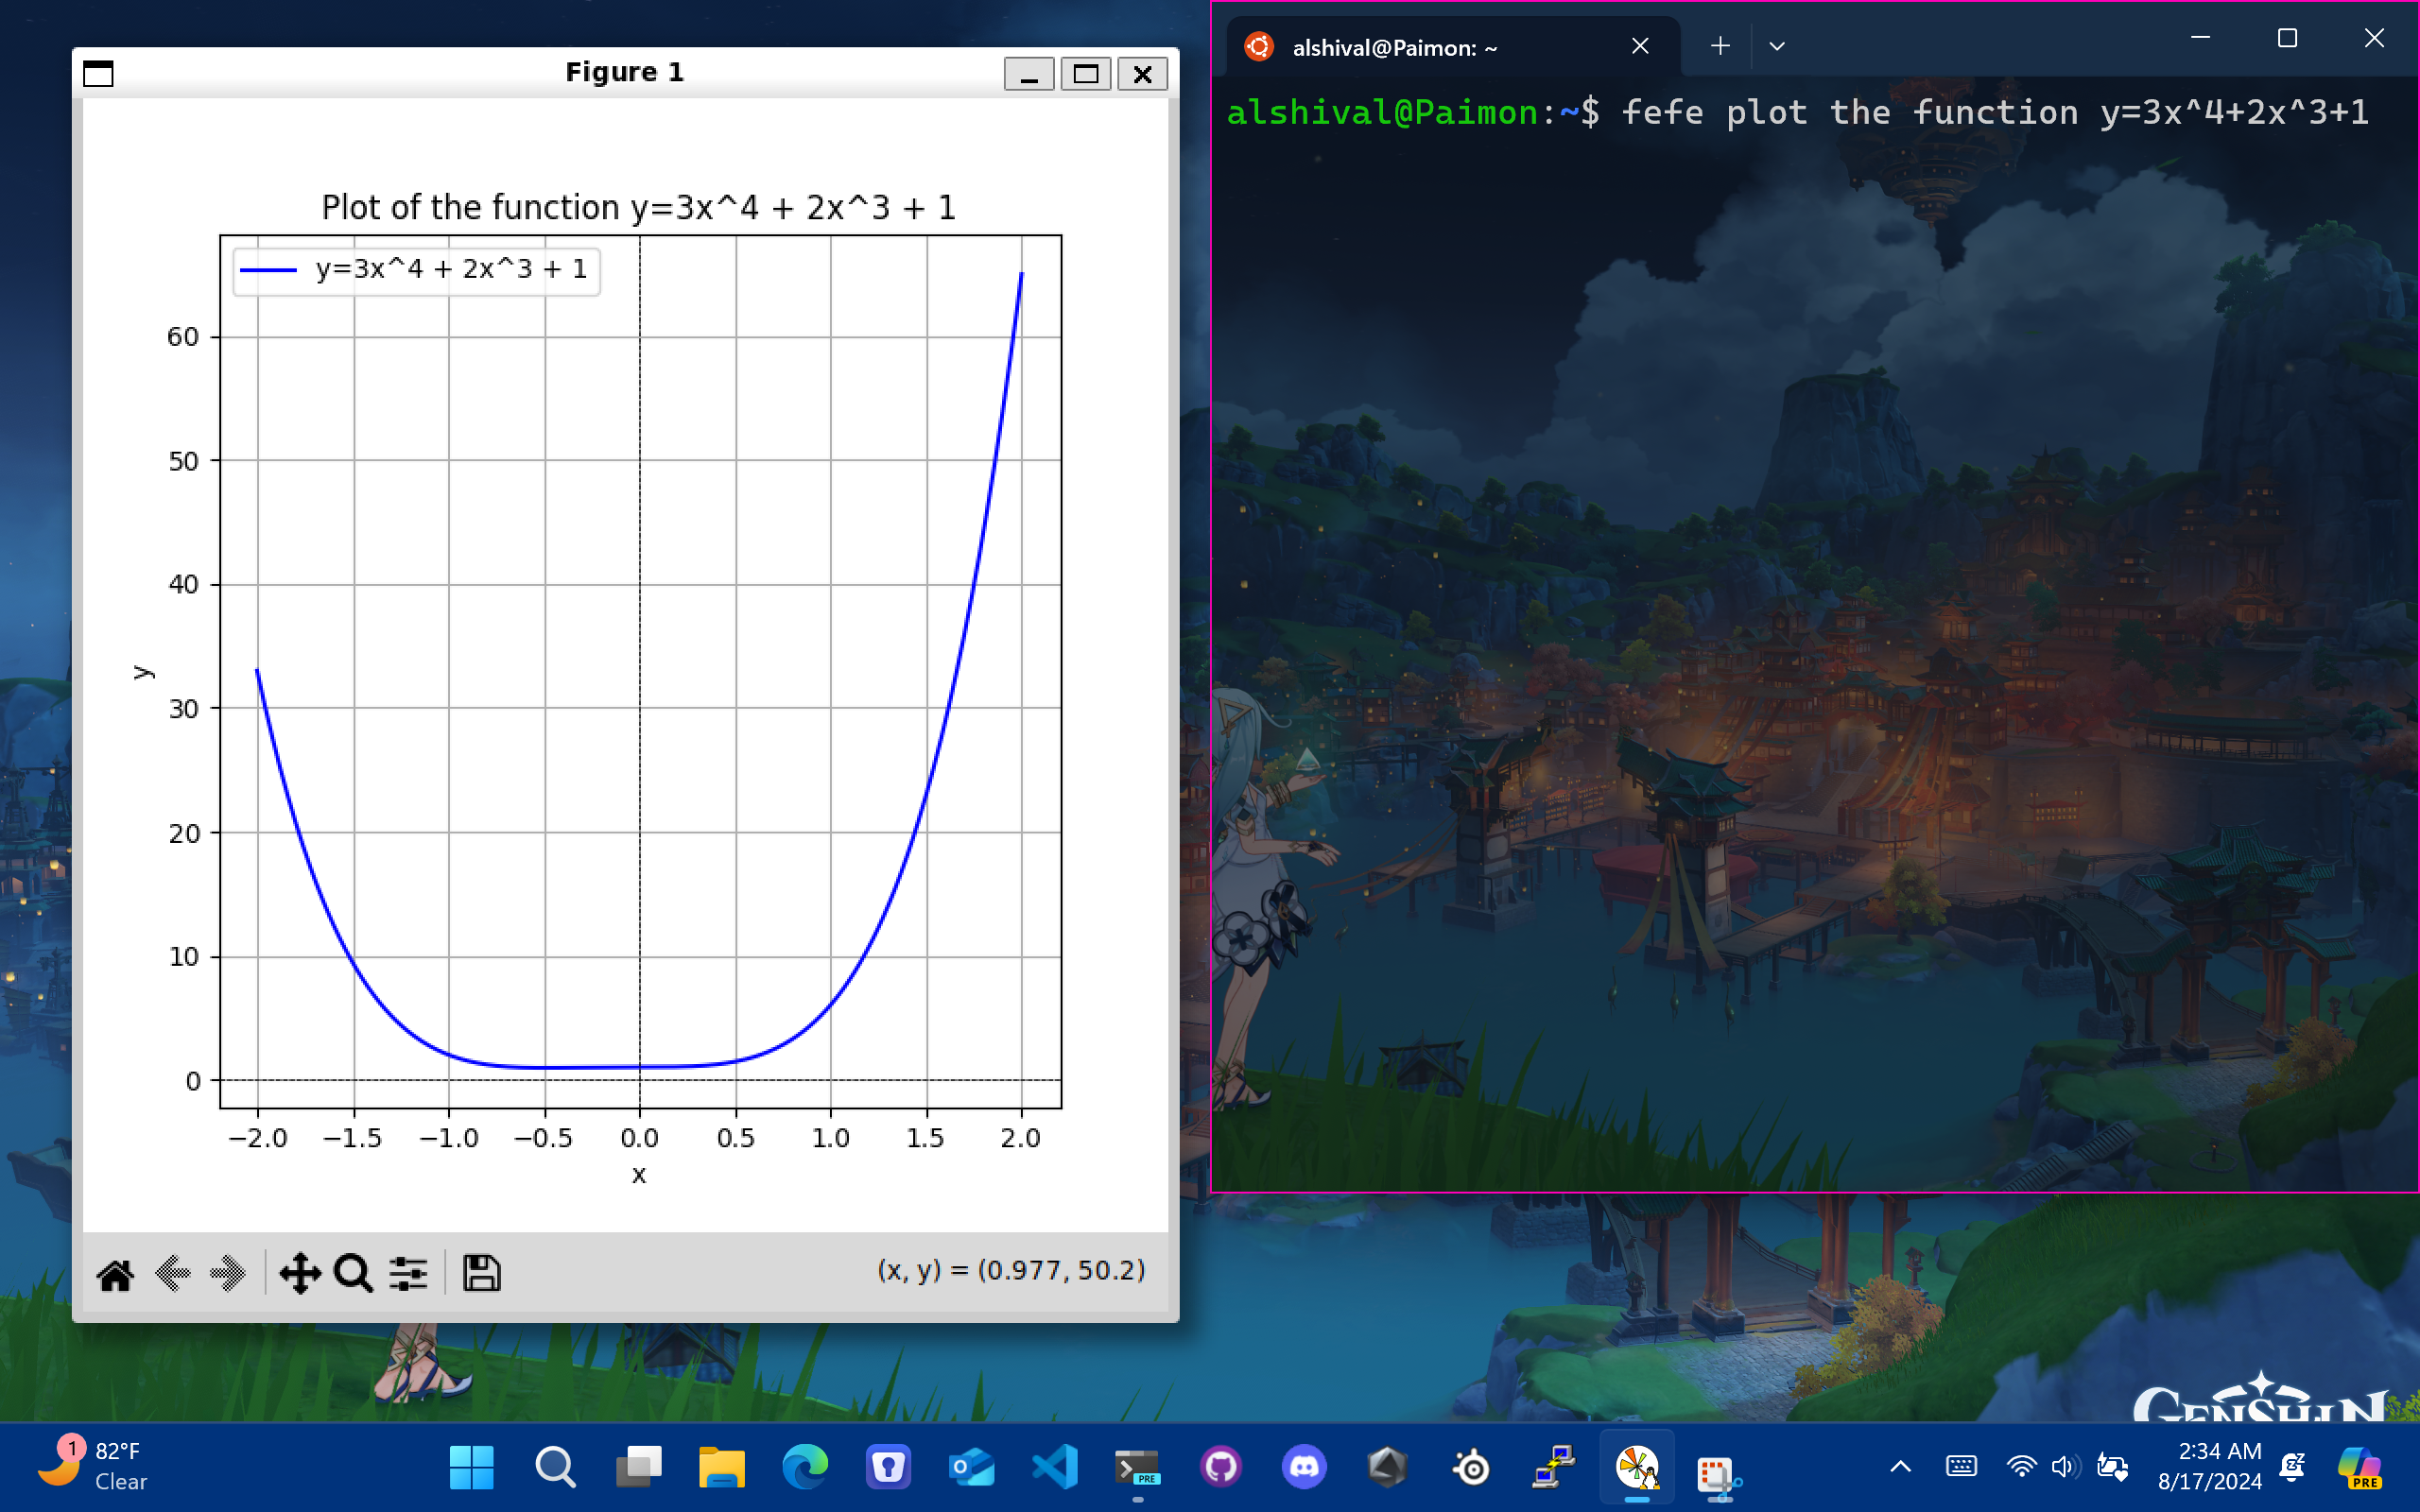 Figure 1
Plot of the function y=3x^4 + 2x^3 + 1
y=3x^4 + 2x^3 + 1
60
50
40
30
20
10
0
y
−2.0 −1.5 −1.0 −0.5 0.0 0.5 1.0 1.5 2.0
x
(x, y) = (0.977, 50.2)
alshival@Paimon: ~
alshival@Paimon:~$ fefe plot the function y=3x^4+2x^3+1
GENSHIN
1
82°F
Clear
PRE
2:34 AM
8/17/2024
PRE